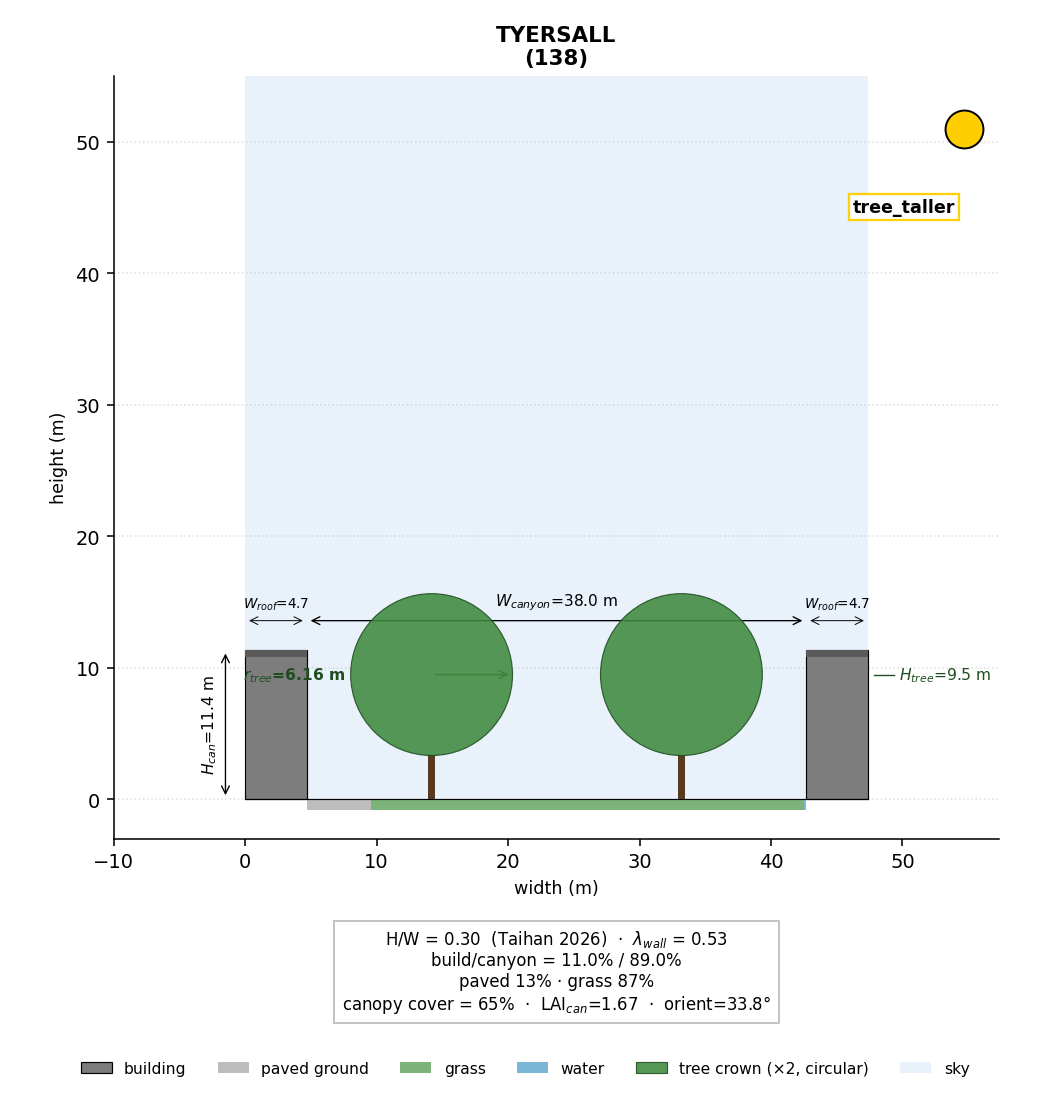 TYERSALL
(138)
50
40
30
20
10
0
height (m)
tree_taller
W_roof=4.7
W_canyon=38.0 m
W_roof=4.7
r_tree=6.16 m
H_tree=9.5 m
H_can=11.4 m
−10
0
10
20
30
40
50
width (m)
H/W = 0.30 (Taihan 2026) · λ_wall = 0.53
build/canyon = 11.0% / 89.0%
paved 13% · grass 87%
canopy cover = 65% · LAI_can=1.67 · orient=33.8°
building
paved ground
grass
water
tree crown (×2, circular)
sky